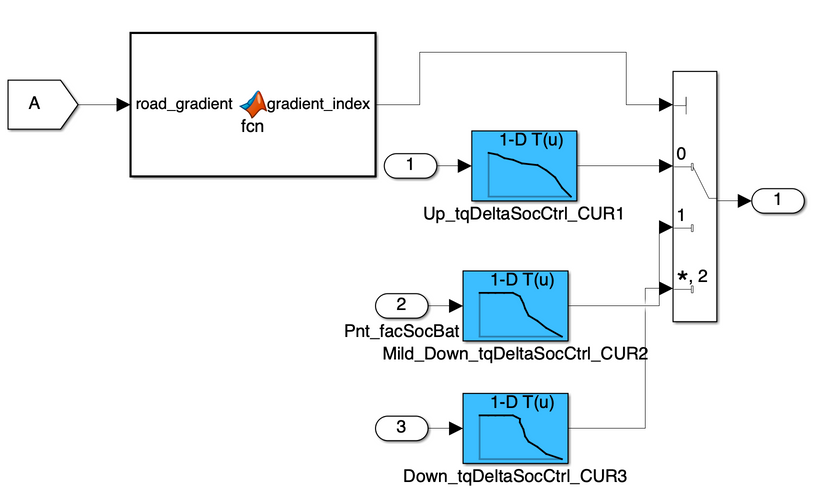 A
road_gradient
gradient_index
fcn
1
1-D T(u)
Up_tqDeltaSocCtrl_CUR1
0
1
*, 2
1
2
Pnt_facSocBat
1-D T(u)
Mild_Down_tqDeltaSocCtrl_CUR2
3
1-D T(u)
Down_tqDeltaSocCtrl_CUR3